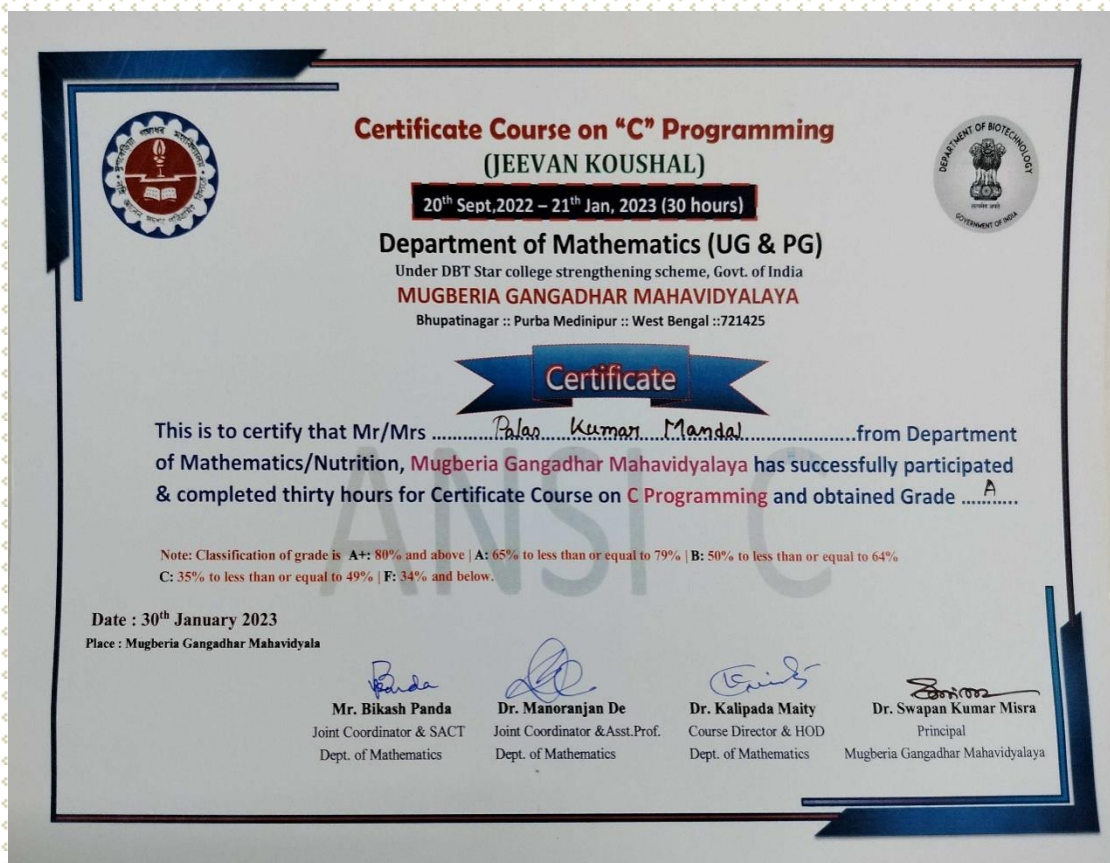 Certificate Course on “C” Programming
(JEEVAN KOUSHAL)
20th Sept,2022 – 21th Jan, 2023 (30 hours)
Department of Mathematics (UG & PG)
Under DBT Star college strengthening scheme, Govt. of India
MUGBERIA GANGADHAR MAHAVIDYALAYA
Bhupatinagar :: Purba Medinipur :: West Bengal ::721425
DEPARTMENT OF BIOTECHNOLOGY
GOVERNMENT OF INDIA
Certificate
This is to certify that Mr/Mrs ............Palas Kumar Mandal....................from Department
of Mathematics/Nutrition, Mugberia Gangadhar Mahavidyalaya has successfully participated
& completed thirty hours for Certificate Course on C Programming and obtained Grade .....A.....
ANSI C
Note: Classification of grade is A+: 80% and above | A: 65% to less than or equal to 79% | B: 50% to less than or equal to 64%
C: 35% to less than or equal to 49% | F: 34% and below.
Date : 30th January 2023
Place : Mugberia Gangadhar Mahavidyala
Mr. Bikash Panda
Joint Coordinator & SACT
Dept. of Mathematics
Dr. Manoranjan De
Joint Coordinator &Asst.Prof.
Dept. of Mathematics
Dr. Kalipada Maity
Course Director & HOD
Dept. of Mathematics
Dr. Swapan Kumar Misra
Principal
Mugberia Gangadhar Mahavidyalaya